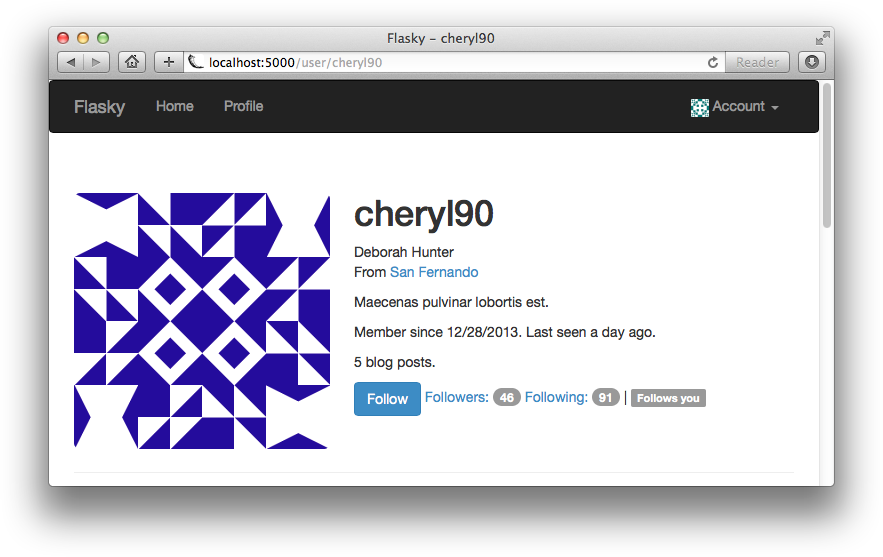 Flasky – cheryl90
localhost:5000/user/cheryl90
Reader
Flasky Home Profile Account
cheryl90
Deborah Hunter
From San Fernando
Maecenas pulvinar lobortis est.
Member since 12/28/2013. Last seen a day ago.
5 blog posts.
Follow Followers: 46 Following: 91 | Follows you